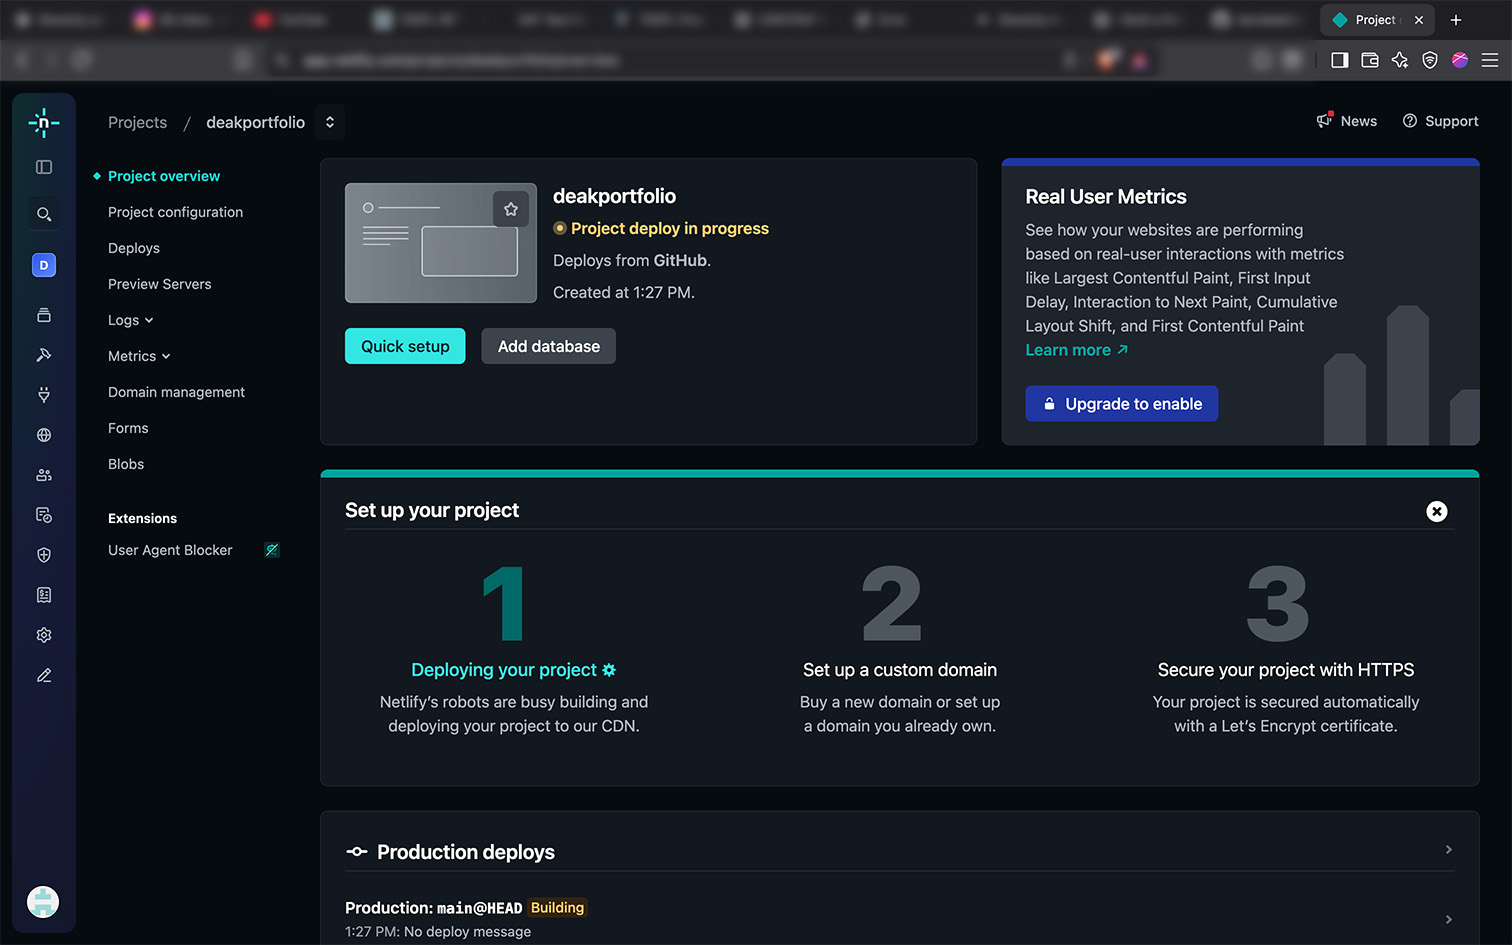 Project
News
Support
Projects / deakportfolio
Project overview
Project configuration
Deploys
Preview Servers
Logs
Metrics
Domain management
Forms
Blobs
Extensions
User Agent Blocker
D
deakportfolio
Project deploy in progress
Deploys from GitHub.
Created at 1:27 PM.
Quick setup
Add database
Real User Metrics
See how your websites are performing
based on real-user interactions with metrics
like Largest Contentful Paint, First Input
Delay, Interaction to Next Paint, Cumulative
Layout Shift, and First Contentful Paint
Learn more ↗
Upgrade to enable
Set up your project
1
Deploying your project
Netlify’s robots are busy building and
deploying your project to our CDN.
2
Set up a custom domain
Buy a new domain or set up
a domain you already own.
3
Secure your project with HTTPS
Your project is secured automatically
with a Let’s Encrypt certificate.
Production deploys
Production: main@HEAD Building
1:27 PM: No deploy message